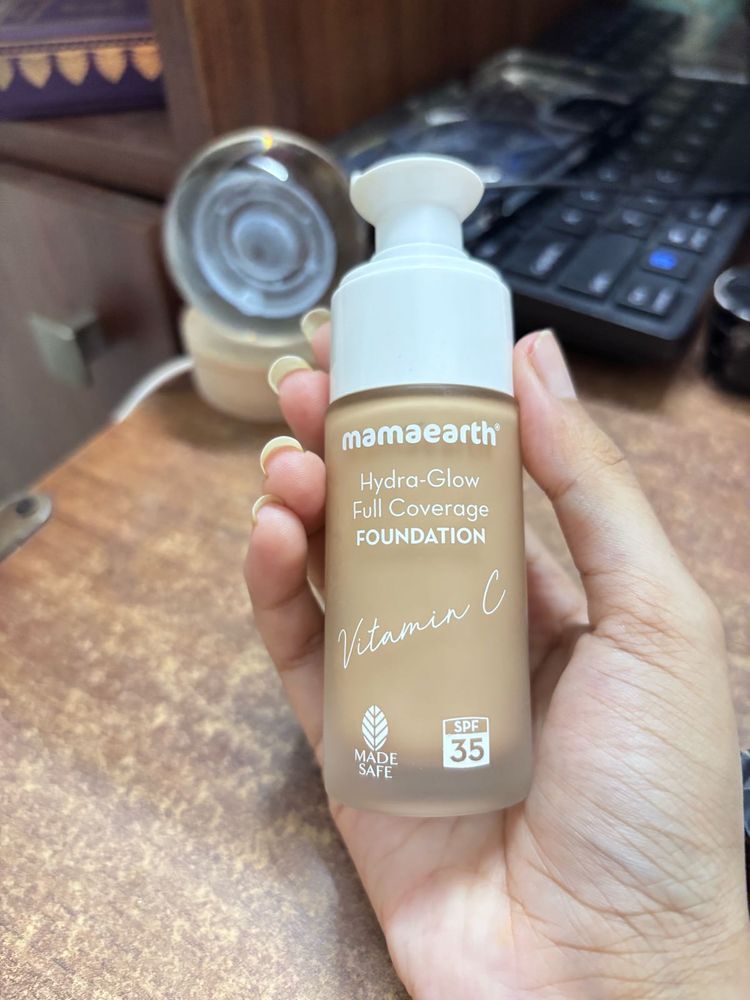 mamaearth®
Hydra-Glow
Full Coverage
FOUNDATION
Vitamin C
MADE
SAFE
SPF
35